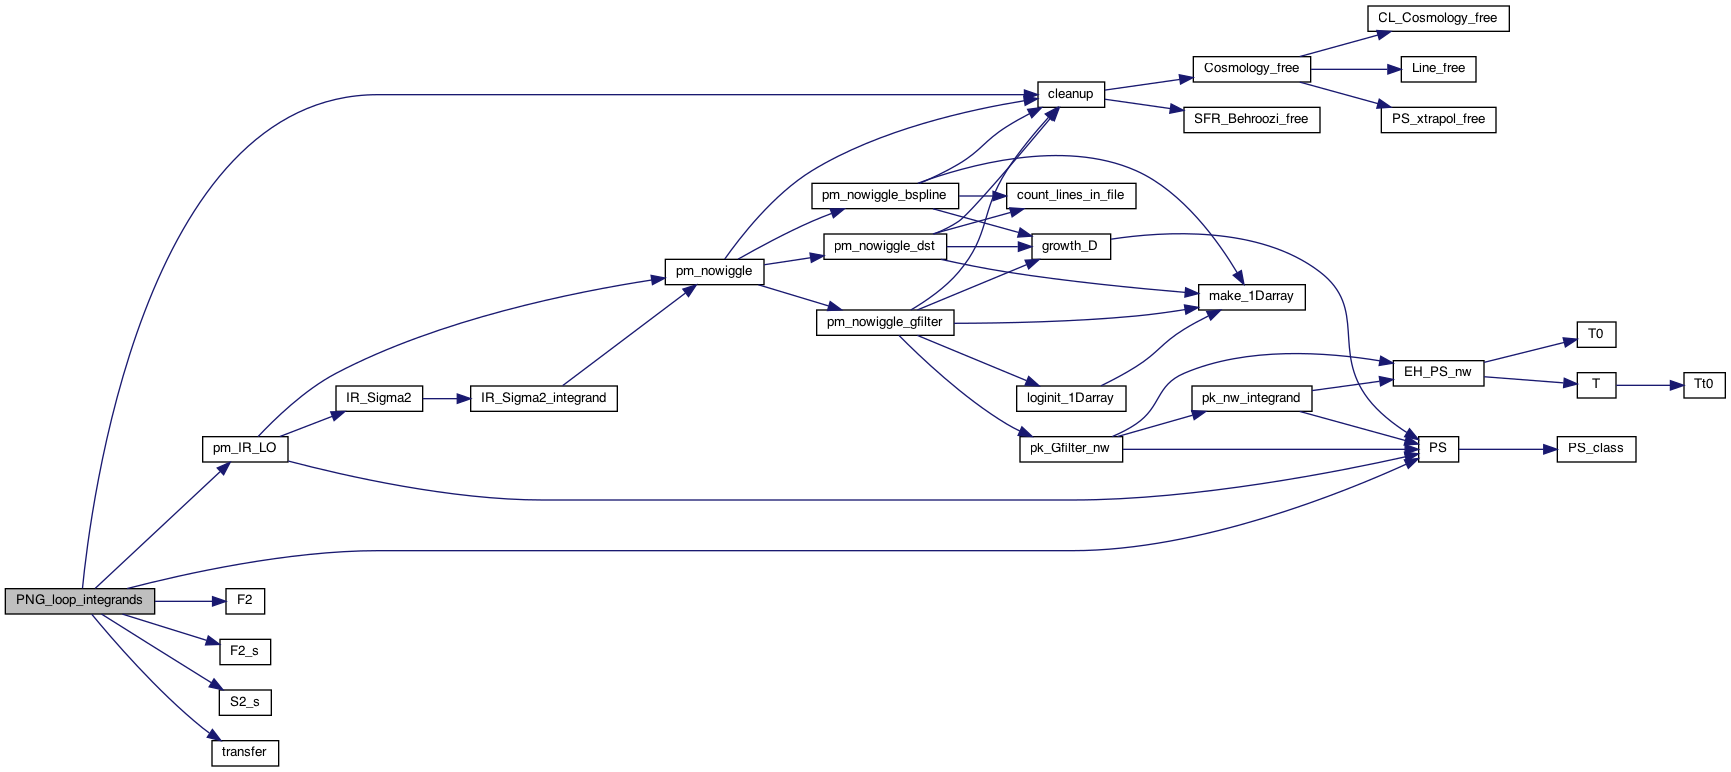 CL_Cosmology_free
Cosmology_free
Line_free
cleanup
SFR_Behroozi_free
PS_xtrapol_free
pm_nowiggle_bspline
count_lines_in_file
pm_nowiggle_dst
growth_D
pm_nowiggle
make_1Darray
pm_nowiggle_gfilter
T0
EH_PS_nw
T
Tt0
IR_Sigma2
IR_Sigma2_integrand
loginit_1Darray
pk_nw_integrand
pm_IR_LO
pk_Gfilter_nw
PS
PS_class
PNG_loop_integrands
F2
F2_s
S2_s
transfer